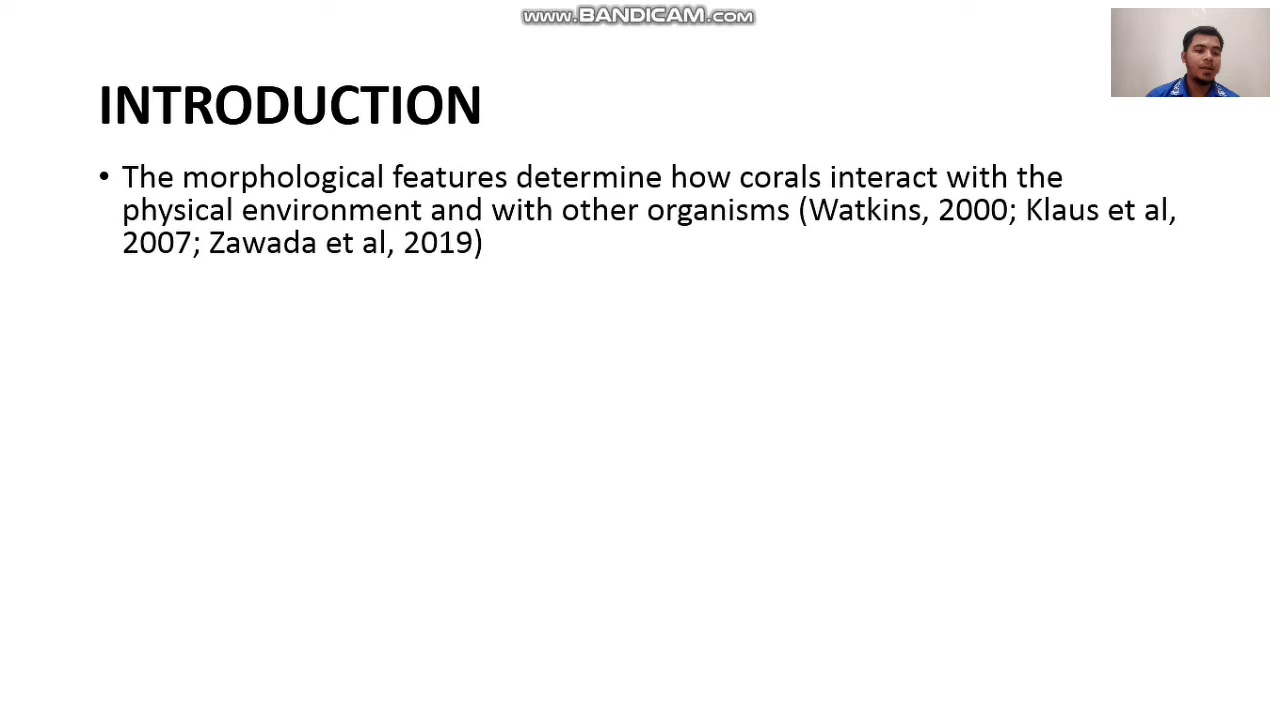 www.BANDICAM.com
INTRODUCTION
• The morphological features determine how corals interact with the
physical environment and with other organisms (Watkins, 2000; Klaus et al,
2007; Zawada et al, 2019)